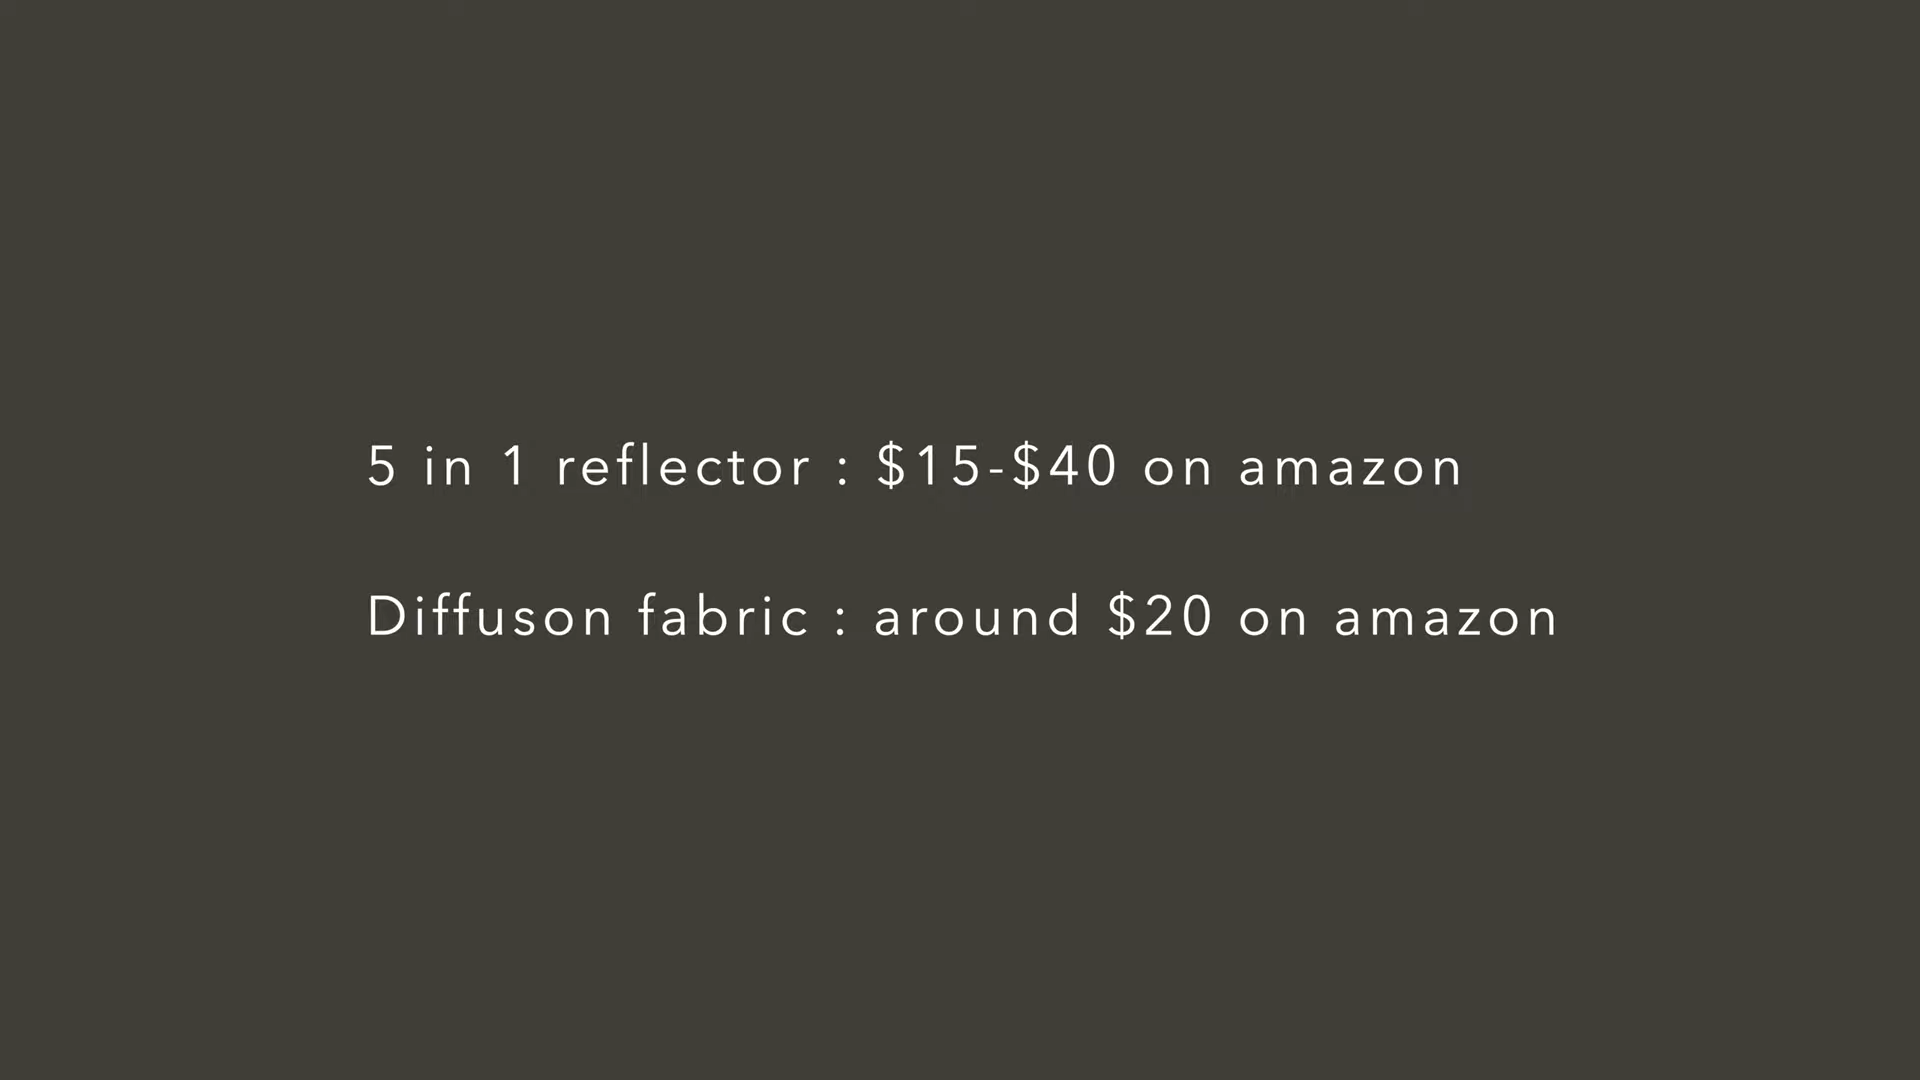 5 in 1 reflector : $15-$40 on amazon
Diffuson fabric : around $20 on amazon